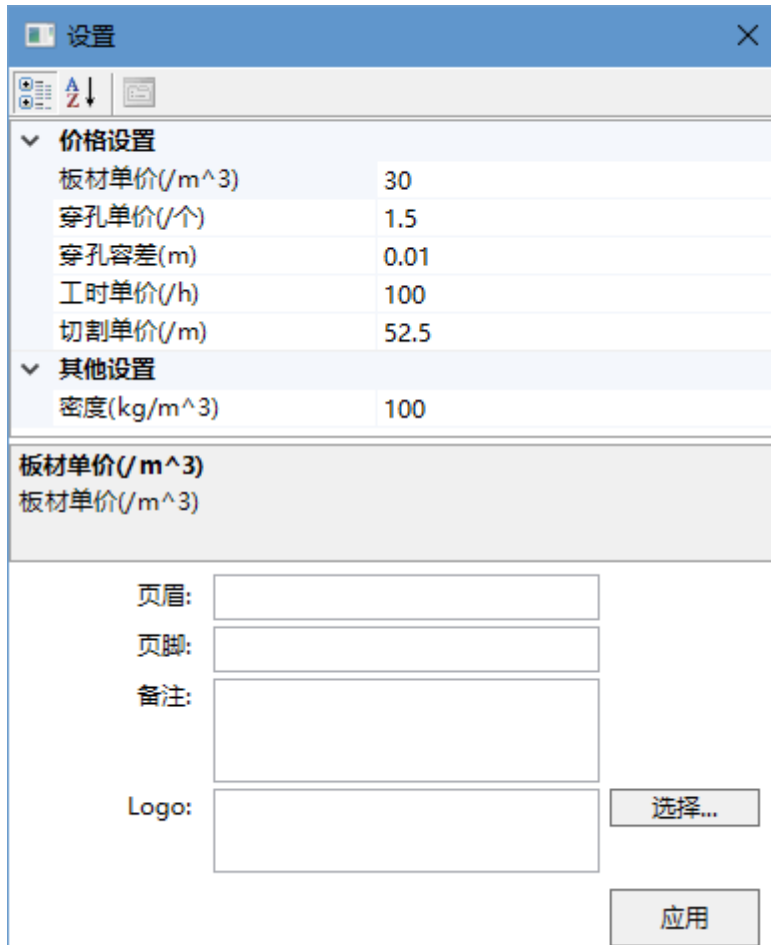 设置
价格设置
板材单价(/m^3) 30
穿孔单价(/个) 1.5
穿孔容差(m) 0.01
工时单价(/h) 100
切割单价(/m) 52.5
其他设置
密度(kg/m^3) 100
板材单价(/m^3)
板材单价(/m^3)
页眉:
页脚:
备注:
Logo: 选择...
应用